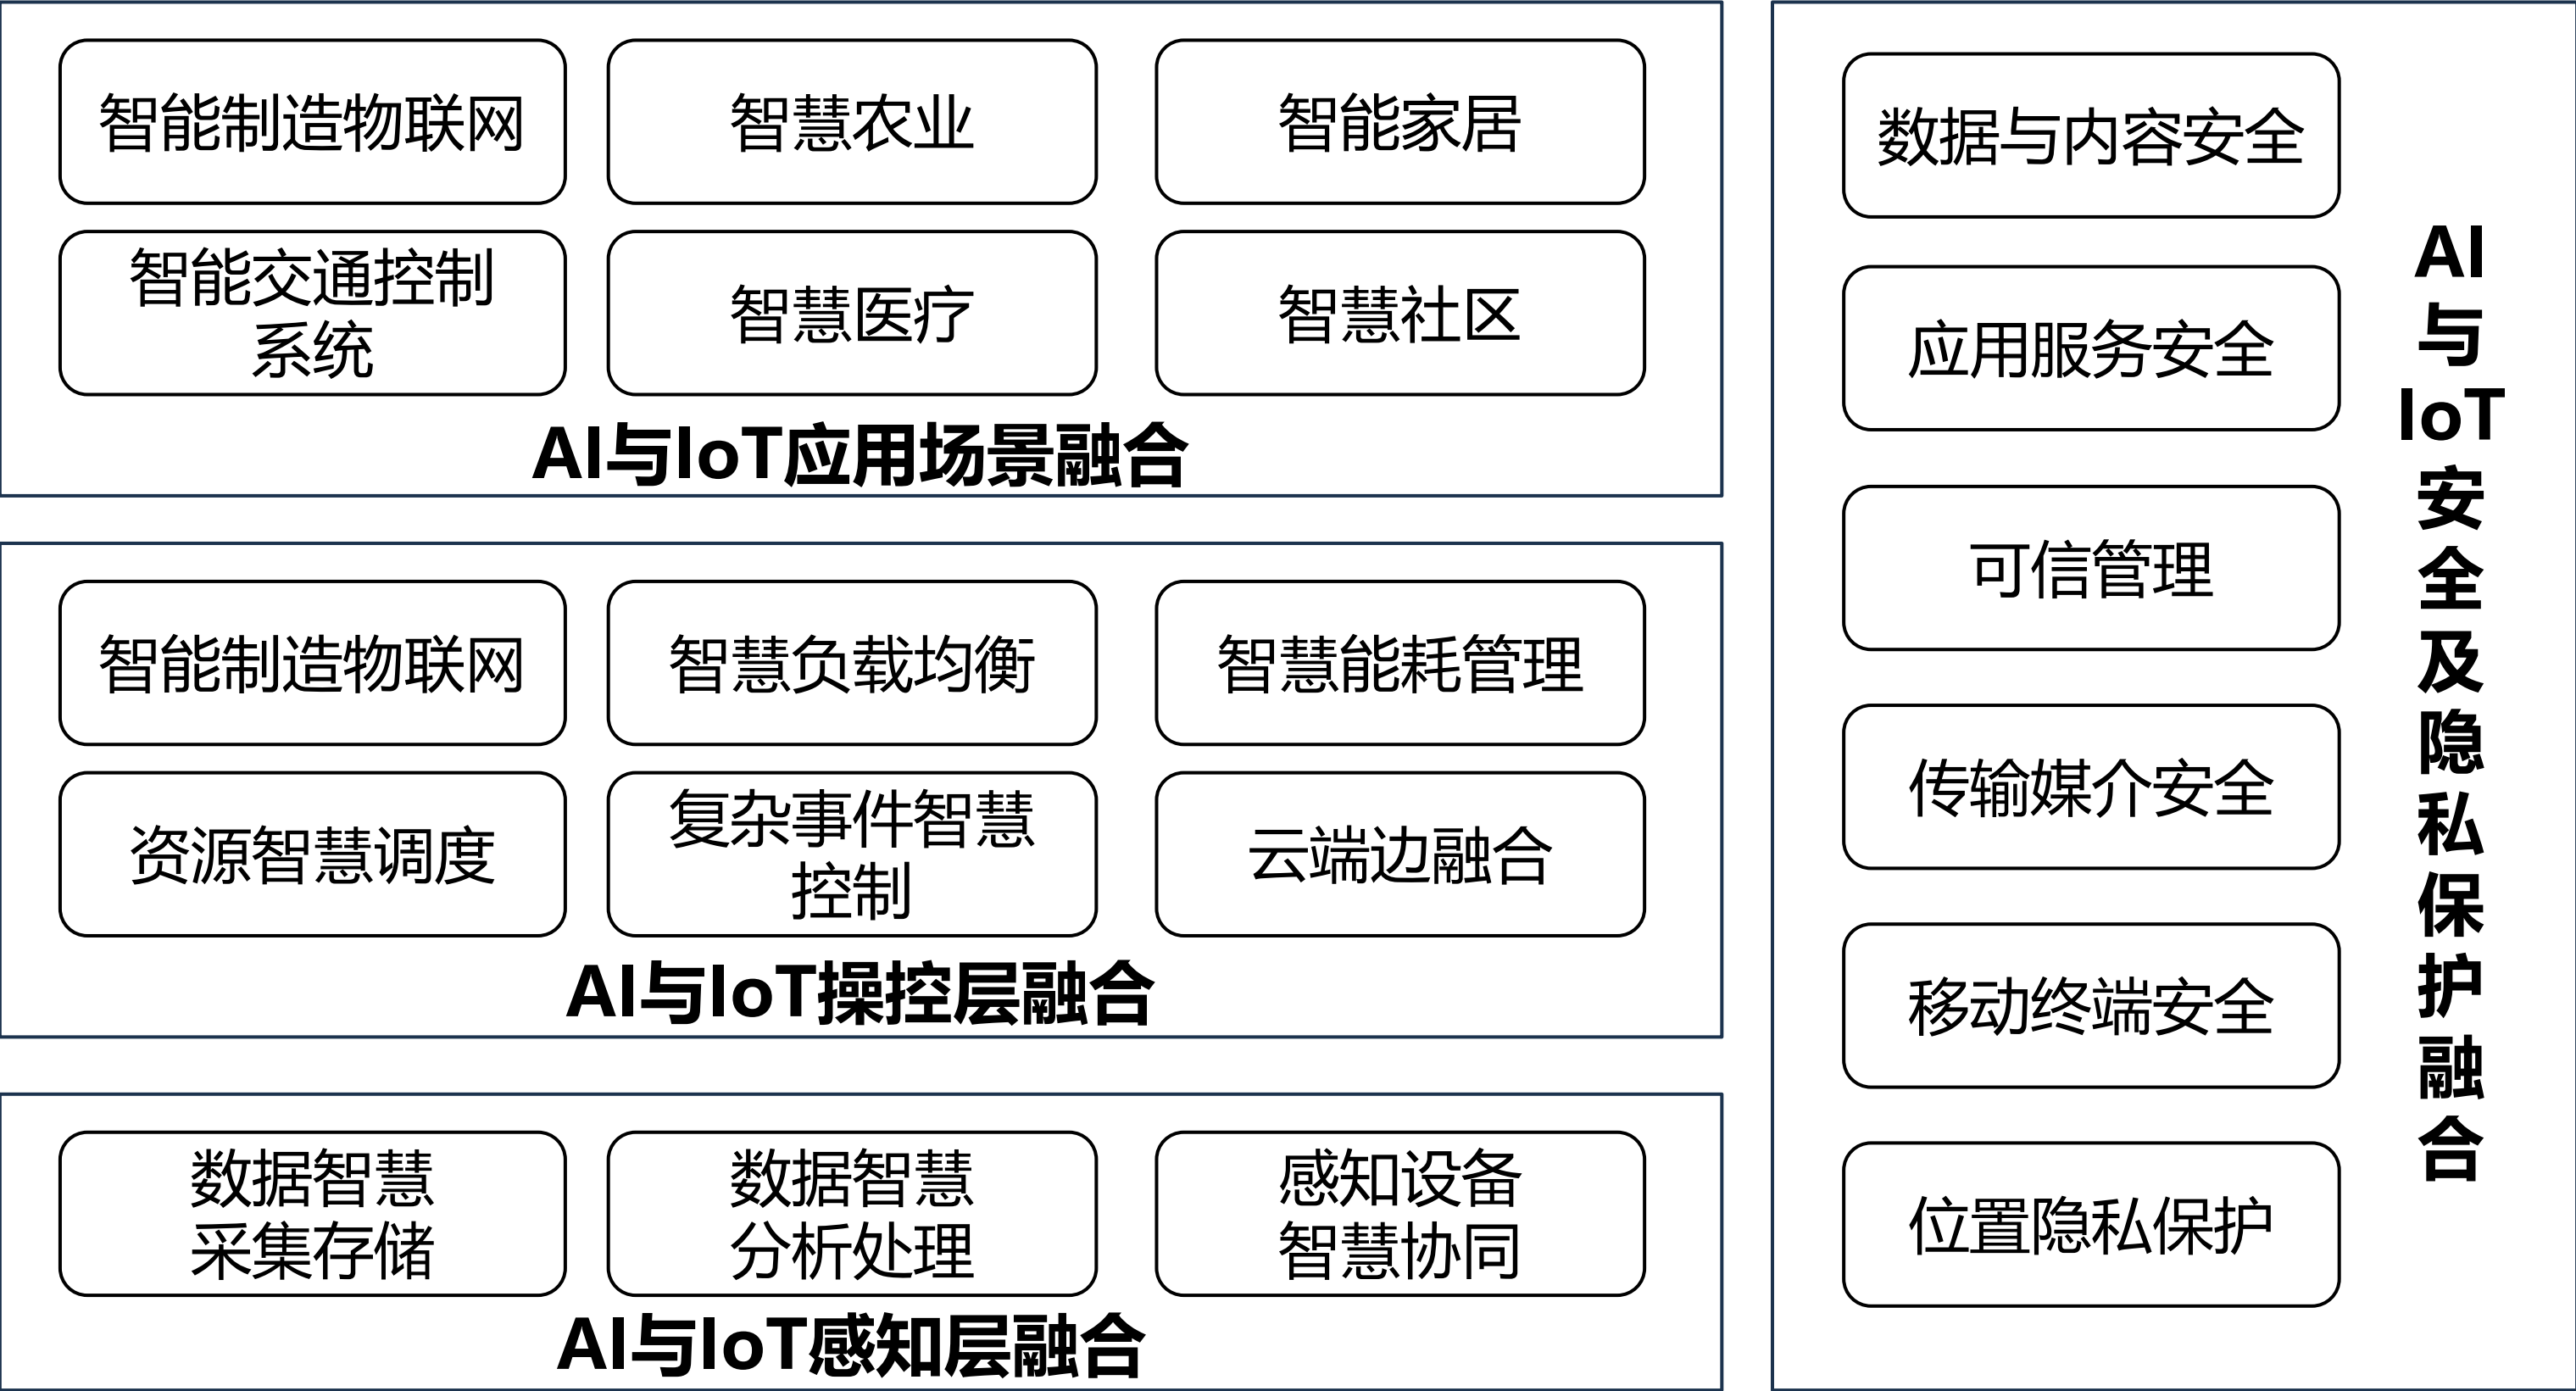 智能制造物联网
智慧农业
智能家居
智能交通控制
系统
智慧医疗
智慧社区
AI与IoT应用场景融合
智能制造物联网
智慧负载均衡
智慧能耗管理
资源智慧调度
复杂事件智慧
控制
云端边融合
AI与IoT操控层融合
数据智慧
采集存储
数据智慧
分析处理
感知设备
智慧协同
AI与IoT感知层融合
数据与内容安全
应用服务安全
可信管理
传输媒介安全
移动终端安全
位置隐私保护
AI
与
IoT
安
全
及
隐
私
保
护
融
合